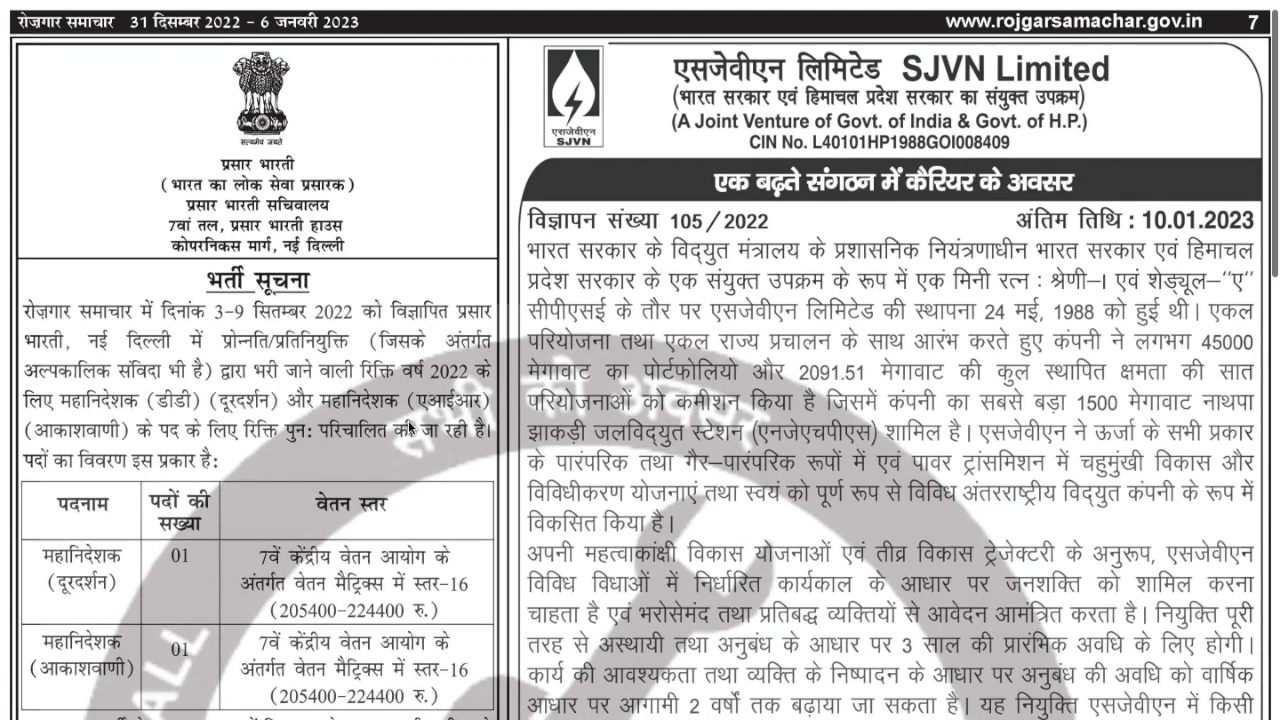 रोज़गार समाचार 31 दिसम्बर 2022 - 6 जनवरी 2023
www.rojgarsamachar.gov.in 7
सत्यमेव जयते
प्रसार भारती
(भारत का लोक सेवा प्रसारक)
प्रसार भारती सचिवालय
7वां तल, प्रसार भारती हाउस
कोपरनिकस मार्ग, नई दिल्ली
भर्ती सूचना
रोज़गार समाचार में दिनांक 3-9 सितम्बर 2022 को विज्ञापित प्रसार
भारती, नई दिल्ली में प्रोन्नति/प्रतिनियुक्ति (जिसके अंतर्गत
अल्पकालिक संविदा भी है) द्वारा भरी जाने वाली रिक्ति वर्ष 2022 के
लिए महानिदेशक (डीडी) (दूरदर्शन) और महानिदेशक (एआईआर)
(आकाशवाणी) के पद के लिए रिक्ति पुन: परिचालित की जा रही है।
पदों का विवरण इस प्रकार है:
पदनाम पदों की सख्या वेतन स्तर
महानिदेशक 01 7वें केंद्रीय वेतन आयोग के
(दूरदर्शन) अंतर्गत वेतन मैट्रिक्स में स्तर-16
(205400-224400 रु.)
महानिदेशक 01 7वें केंद्रीय वेतन आयोग के
(आकाशवाणी) अंतर्गत वेतन मैट्रिक्स में स्तर-16
(205400-224400 रु.)
एसजेवीएन
SJVN
एसजेवीएन लिमिटेड SJVN Limited
(भारत सरकार एवं हिमाचल प्रदेश सरकार का संयुक्त उपक्रम)
(A Joint Venture of Govt. of India & Govt. of H.P.)
CIN No. L40101HP1988GOI008409
एक बढ़ते संगठन में कैरियर के अवसर
विज्ञापन संख्या 105/2022 अंतिम तिथि : 10.01.2023
भारत सरकार के विद्युत मंत्रालय के प्रशासनिक नियंत्रणाधीन भारत सरकार एवं हिमाचल
प्रदेश सरकार के एक संयुक्त उपक्रम के रूप में एक मिनी रत्न : श्रेणी–I एवं शेड्यूल–"ए"
सीपीएसई के तौर पर एसजेवीएन लिमिटेड की स्थापना 24 मई, 1988 को हुई थी। एकल
परियोजना तथा एकल राज्य प्रचालन के साथ आरंभ करते हुए कंपनी ने लगभग 45000
मेगावाट का पोर्टफोलियो और 2091.51 मेगावाट की कुल स्थापित क्षमता की सात
परियोजनाओं को कमीशन किया है जिसमें कंपनी का सबसे बड़ा 1500 मेगावाट नाथपा
झाकड़ी जलविद्युत स्टेशन (एनजेएचपीएस) शामिल है। एसजेवीएन ने ऊर्जा के सभी प्रकार
के पारंपरिक तथा गैर–पारंपरिक रूपों में एवं पावर ट्रांसमिशन में चहुमुंखी विकास और
विविधीकरण योजनाएं तथा स्वयं को पूर्ण रूप से विविध अंतरराष्ट्रीय विद्युत कंपनी के रूप में
विकसित किया है।
अपनी महत्वाकांक्षी विकास योजनाओं एवं तीव्र विकास ट्रेजेक्टरी के अनुरूप, एसजेवीएन
विविध विधाओं में निर्धारित कार्यकाल के आधार पर जनशक्ति को शामिल करना
चाहता है एवं भरोसेमंद तथा प्रतिबद्ध व्यक्तियों से आवेदन आमंत्रित करता है। नियुक्ति पूरी
तरह से अस्थायी तथा अनुबंध के आधार पर 3 साल की प्रारंभिक अवधि के लिए होगी।
कार्य की आवश्यकता तथा व्यक्ति के निष्पादन के आधार पर अनुबंध की अवधि को वार्षिक
आधार पर आगामी 2 वर्षों तक बढ़ाया जा सकता है। यह नियुक्ति एसजेवीएन में किसी
सभी को अवसर
ALL